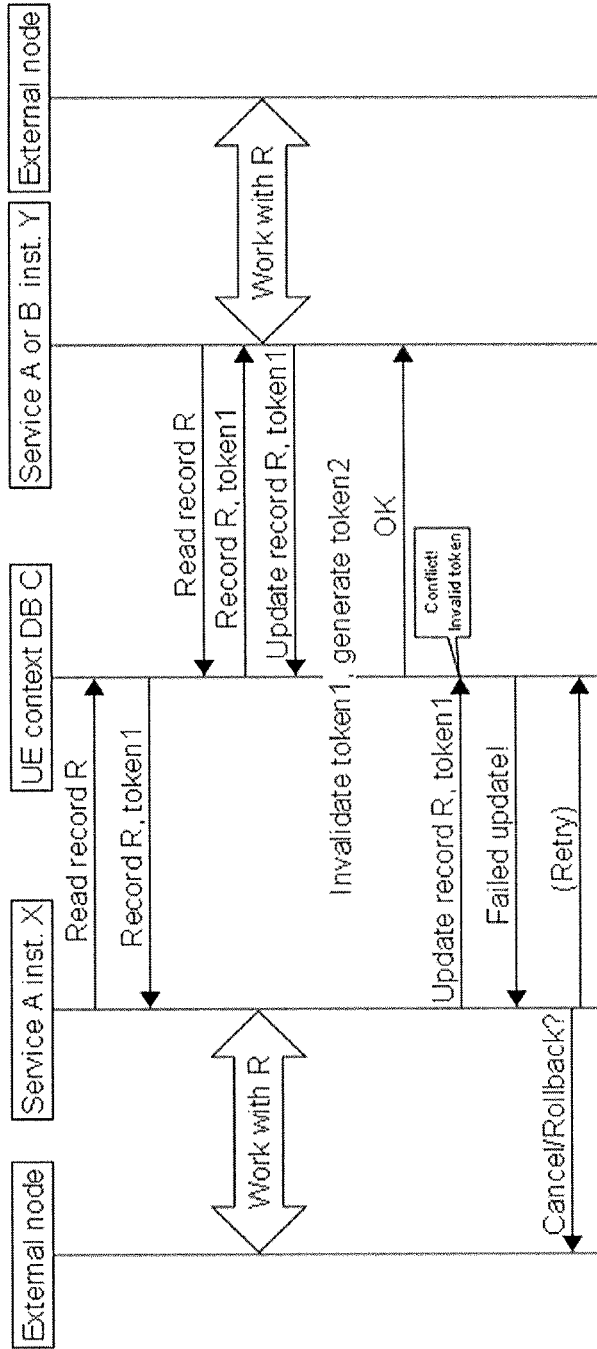 External node
Service A inst. X
UE context DB C
Service A or B inst. Y
External node
Read record R
Record R, token1
Read record R
Record R, token1
Work with R
Work with R
Update record R, token1
Invalidate token1, generate token2
OK
Update record R, token1
Conflict!
Invalid token
Failed update!
(Retry)
Cancel/Rollback?